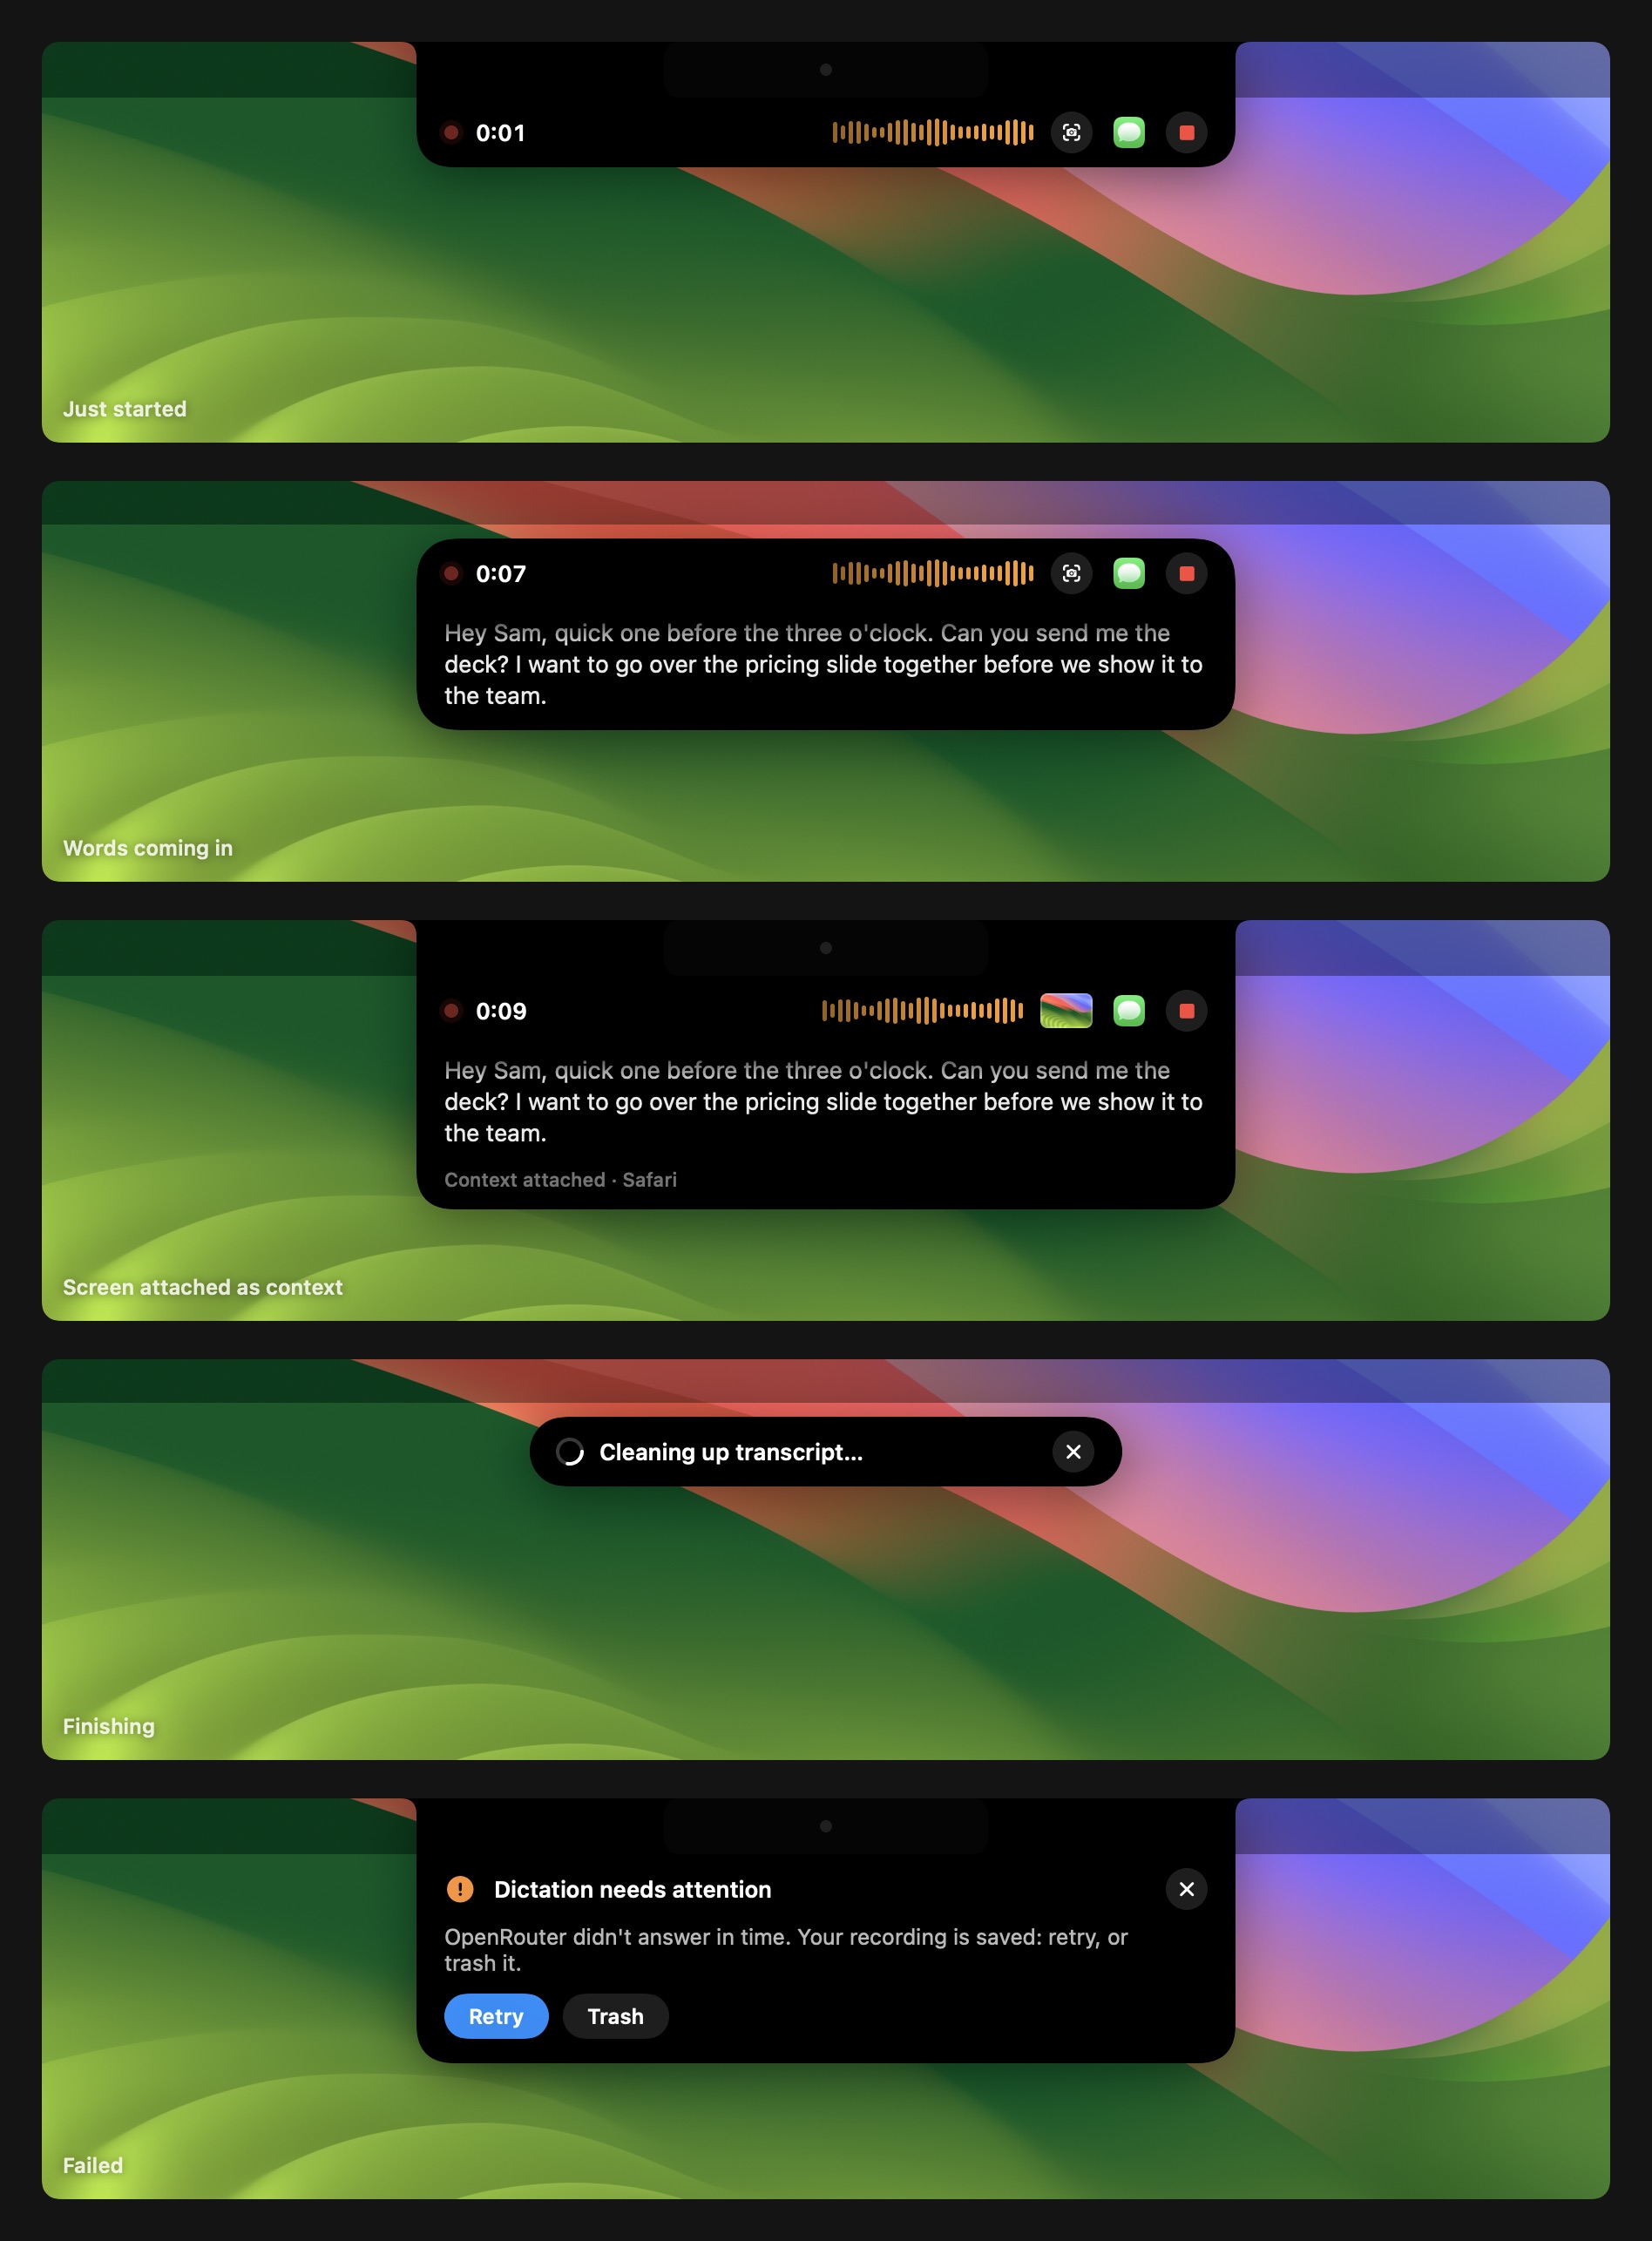 0:01
Just started
0:07
Hey Sam, quick one before the three o'clock. Can you send me the
deck? I want to go over the pricing slide together before we show it to
the team.
Words coming in
0:09
Hey Sam, quick one before the three o'clock. Can you send me the
deck? I want to go over the pricing slide together before we show it to
the team.
Context attached · Safari
Screen attached as context
Cleaning up transcript...
Finishing
Dictation needs attention
OpenRouter didn't answer in time. Your recording is saved: retry, or
trash it.
Retry Trash
Failed